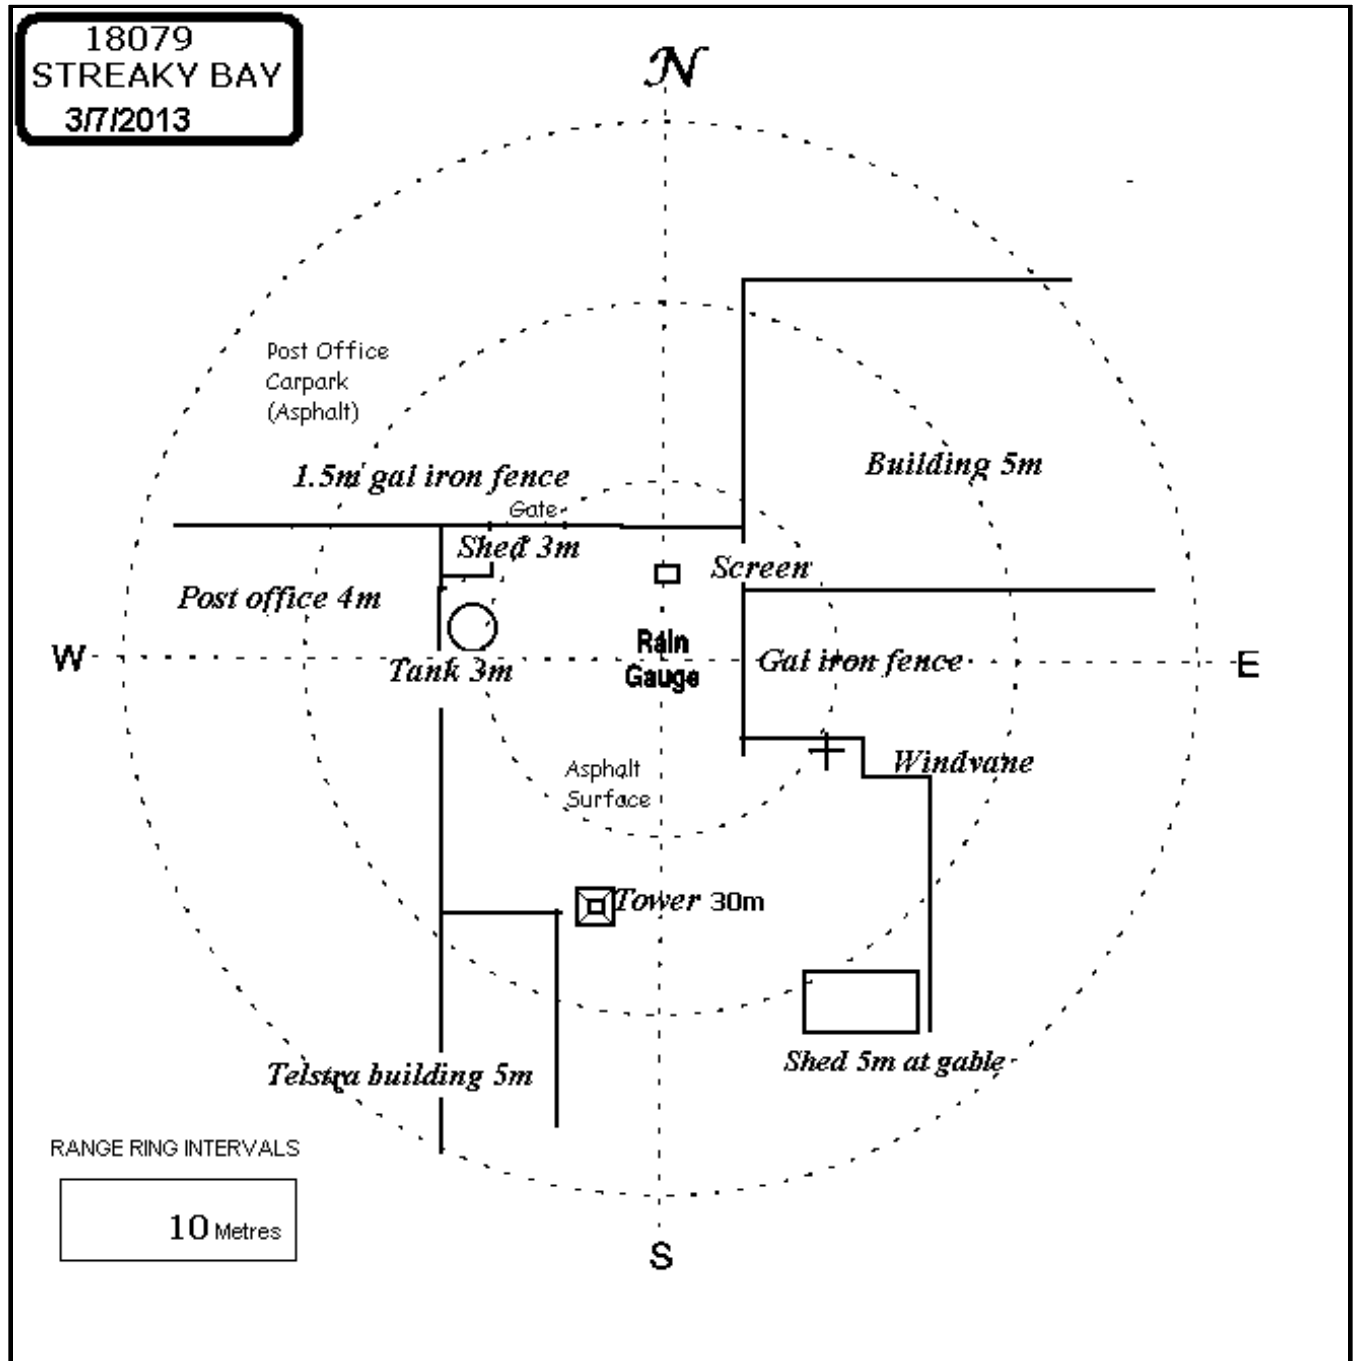 18079
STREAKY BAY
3/7/2013
N
Post Office
Carpark
(Asphalt)
Building 5m
1.5m gal iron fence
Gate
Shed 3m
Screen
Post office 4m
Rain
Gauge
W
Tank 3m
Gal iron fence
E
Windvane
Asphalt
Surface
Tower 30m
Shed 5m at gable
Telstra building 5m
RANGE RING INTERVALS
10 Metres
S